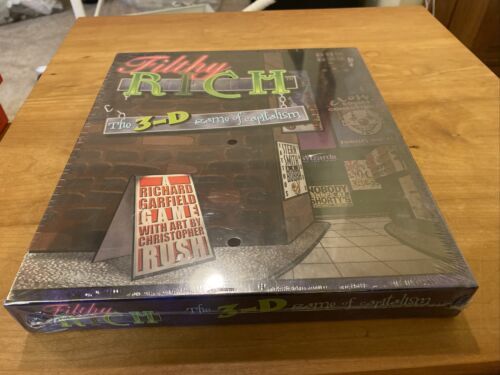 Filthy
RICH
The 3-D game of capitalism
A
RICHARD
GARFIELD
GAME
WITH ART BY
CHRISTOPHER
RUSH
NOBODY
SHORTY'S
Filthy
RICH
The 3-D game of capitalism